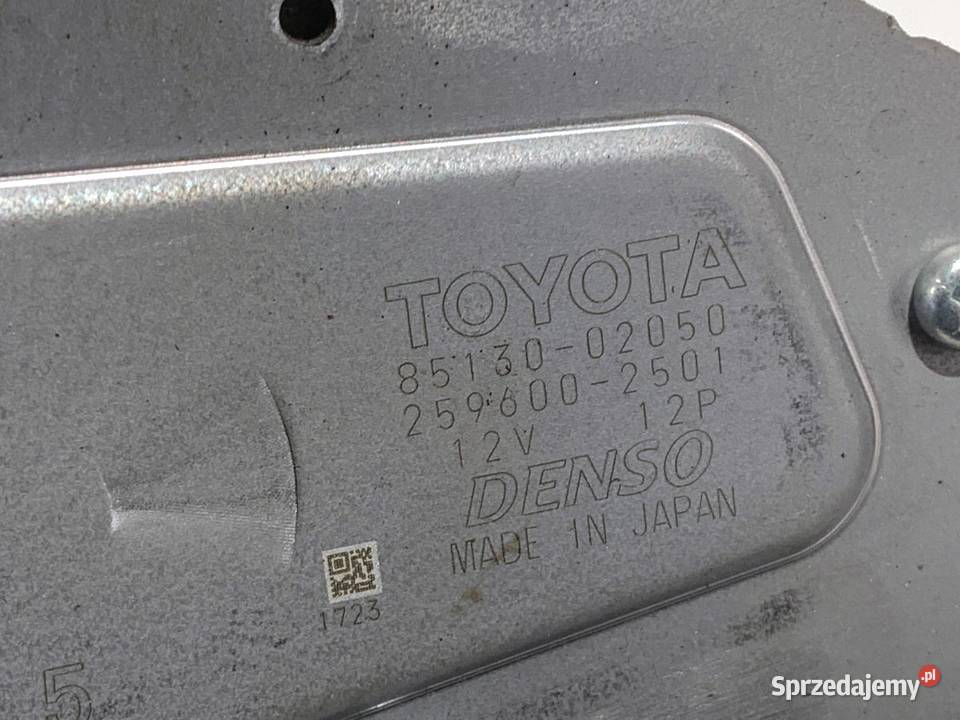 TOYOTA
85130-02050
259600-2501
12V 12P
DENSO
MADE IN JAPAN
1723
5
Sprzedajemy.pl